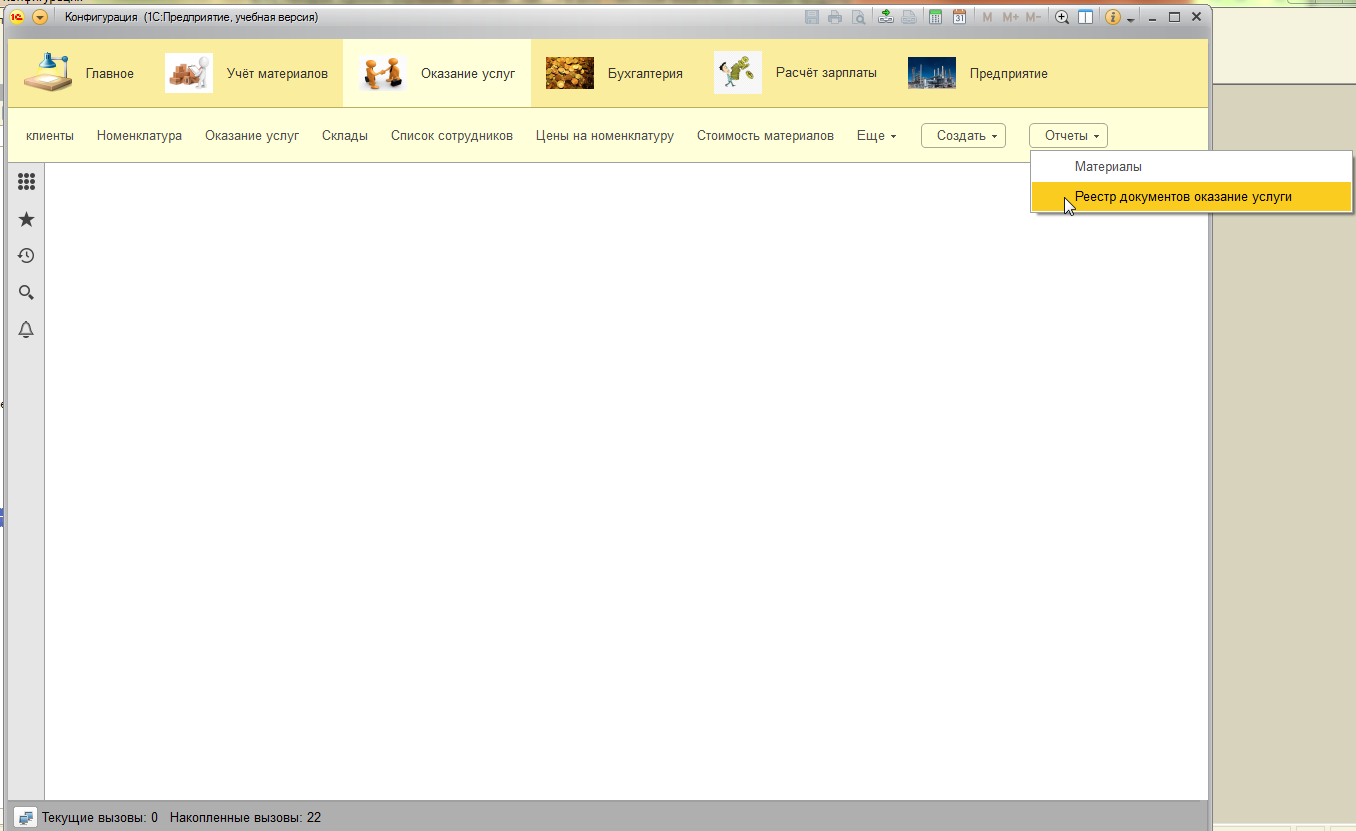 Конфигурация (1С:Предприятие, учебная версия)
M M+ M-
Главное Учёт материалов Оказание услуг Бухгалтерия Расчёт зарплаты Предприятие
клиенты Номенклатура Оказание услуг Склады Список сотрудников Цены на номенклатуру Стоимость материалов Еще Создать Отчеты
Материалы
Реестр документов оказание услуги
Текущие вызовы: 0 Накопленные вызовы: 22